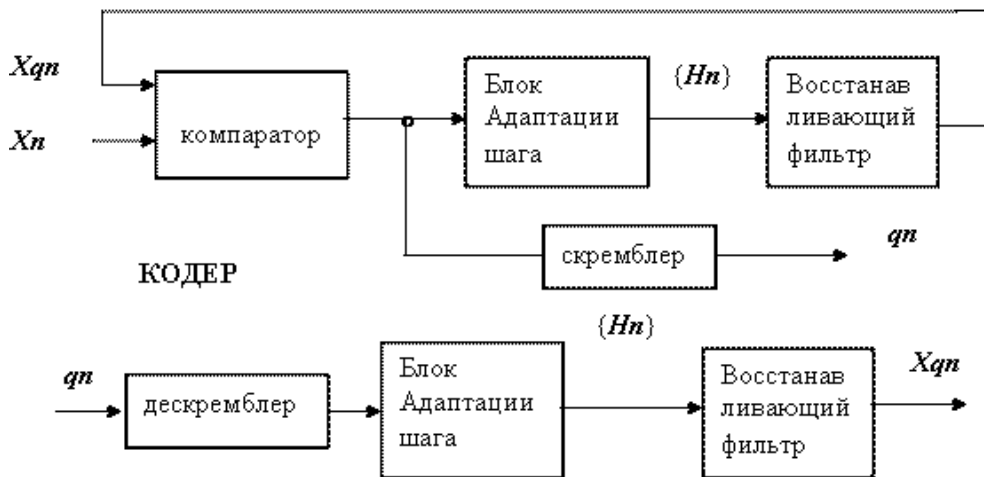 Xqn
Xn
компаратор
Блок
Адаптации
шага
{Hn}
Восстанав
ливающий
фильтр
скремблер
qn
КОДЕР
{Hn}
qn
дескремблер
Блок
Адаптации
шага
Восстанав
ливающий
фильтр
Xqn